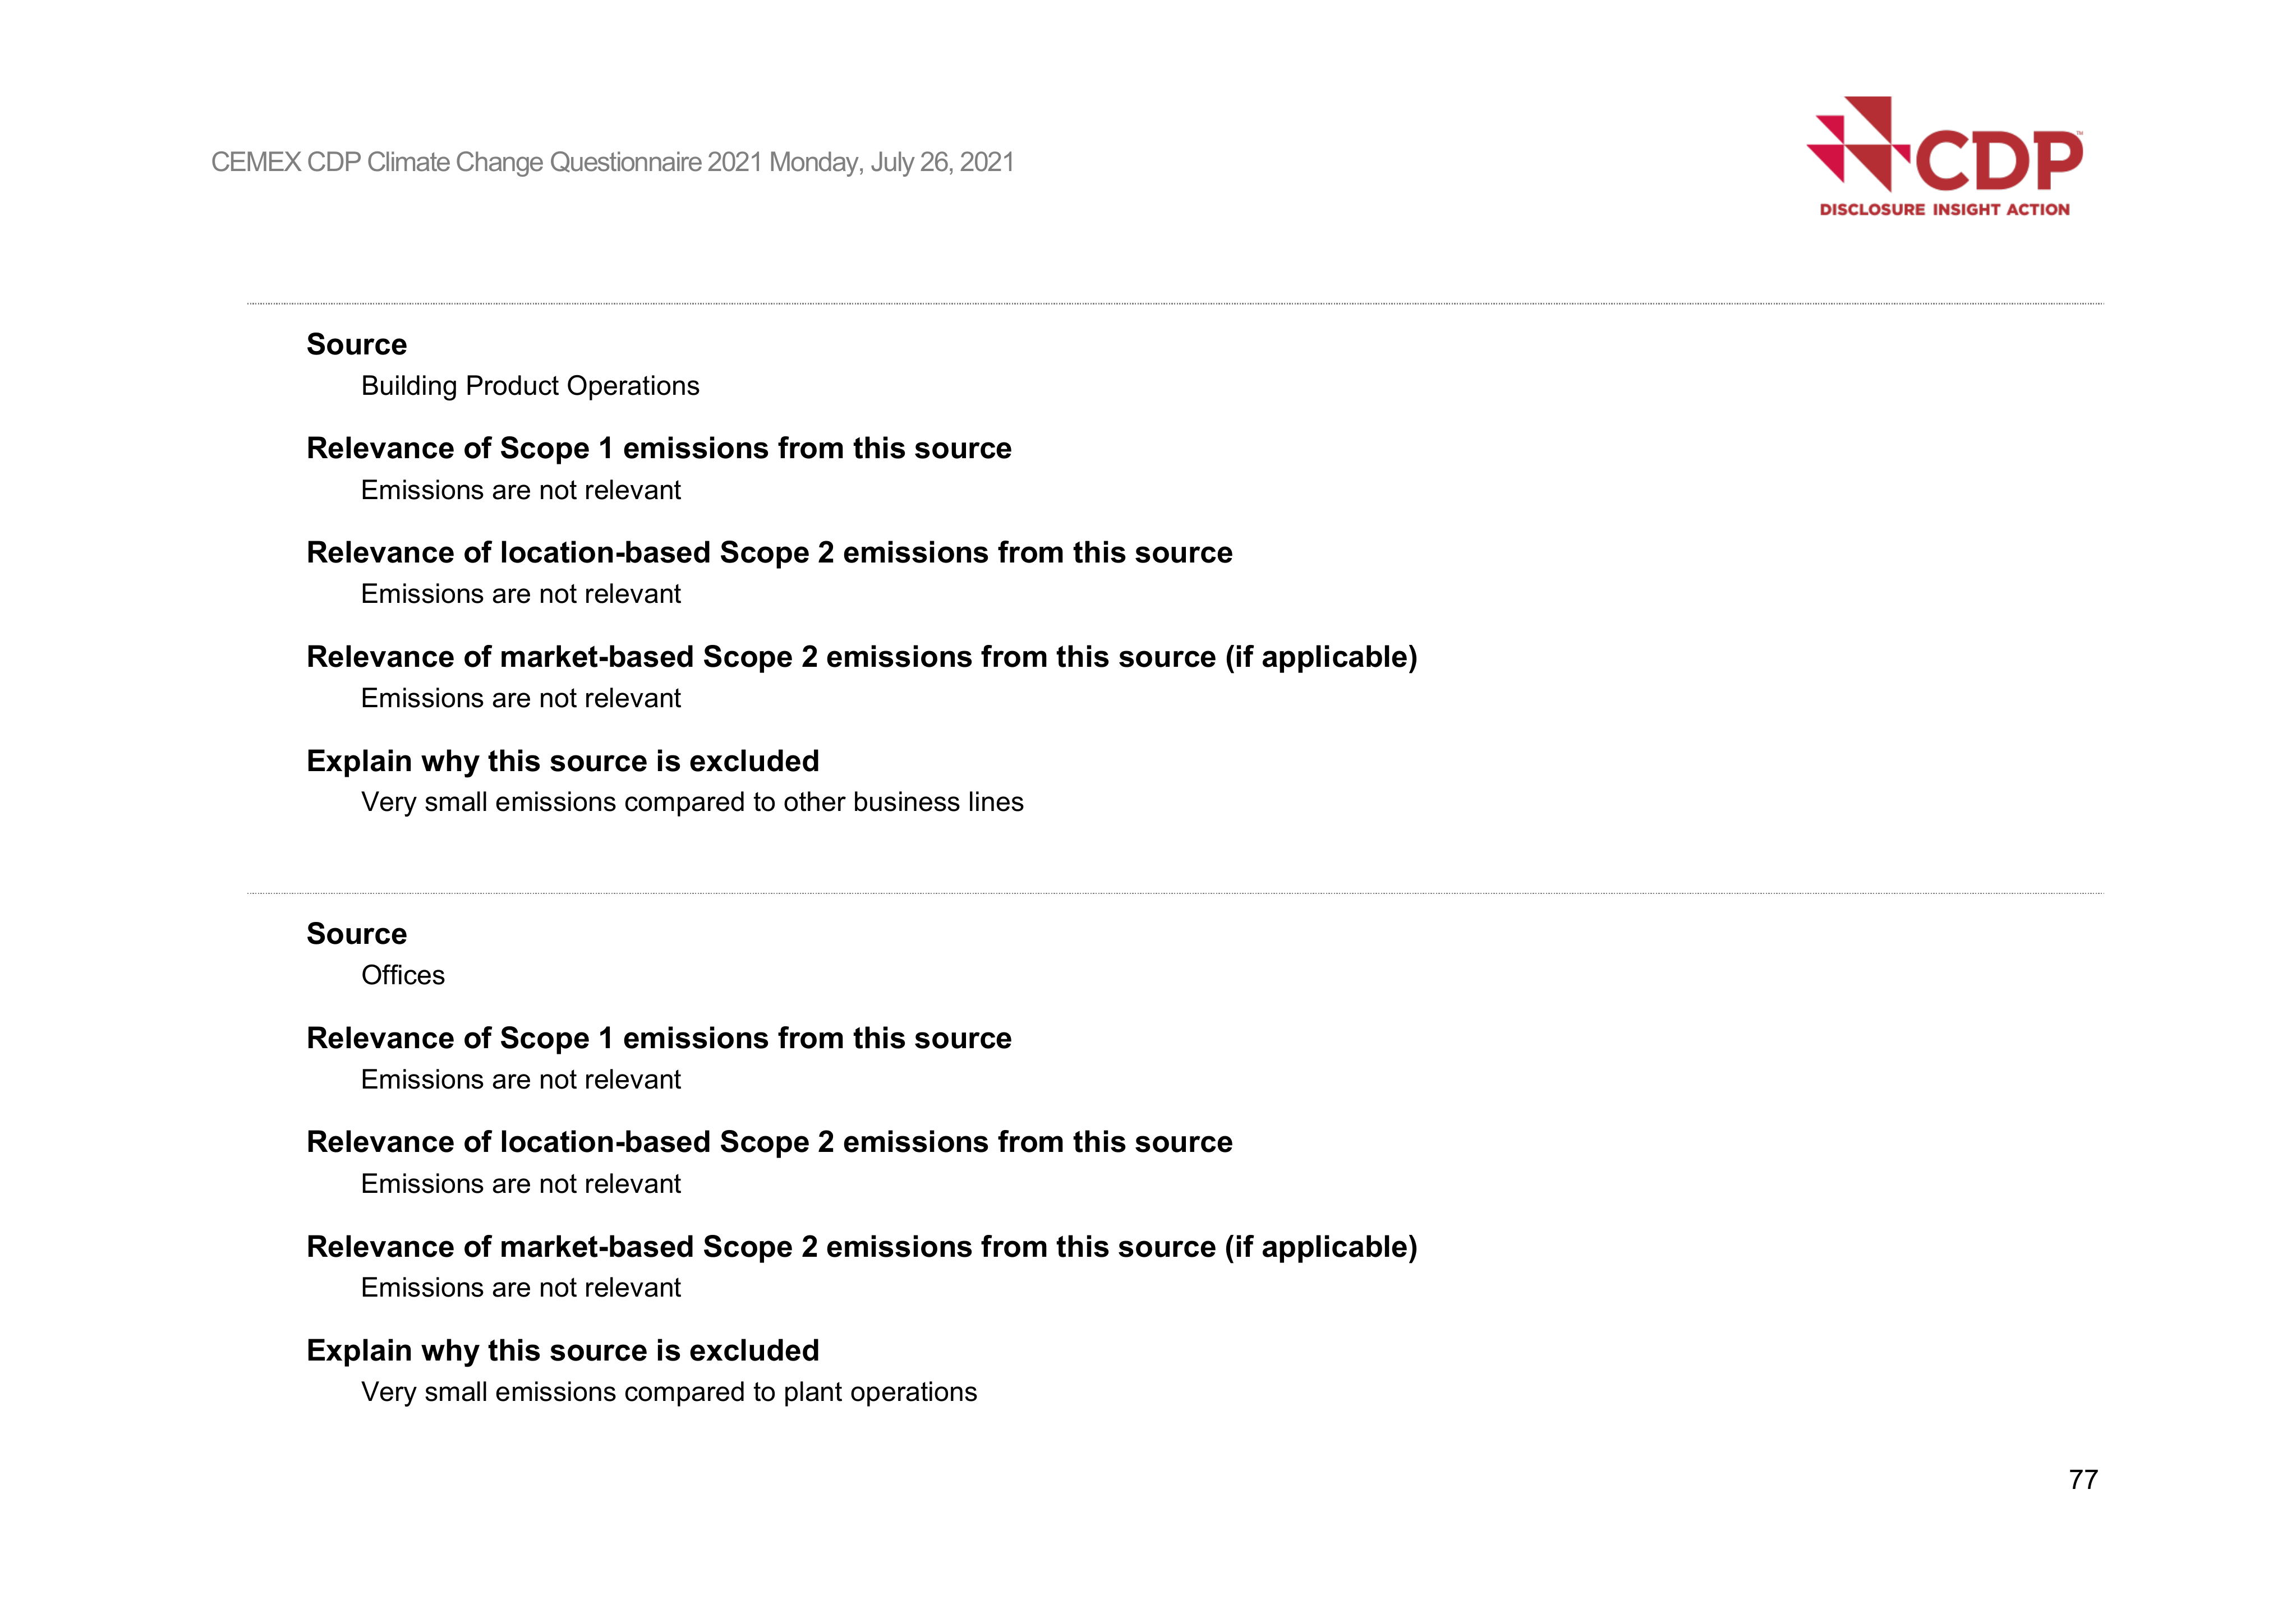 CEMEX CDP Climate Change Questionnaire 2021 Monday, July 26, 2021
CDP™
DISCLOSURE INSIGHT ACTION
Source
Building Product Operations
Relevance of Scope 1 emissions from this source
Emissions are not relevant
Relevance of location-based Scope 2 emissions from this source
Emissions are not relevant
Relevance of market-based Scope 2 emissions from this source (if applicable)
Emissions are not relevant
Explain why this source is excluded
Very small emissions compared to other business lines
Source
Offices
Relevance of Scope 1 emissions from this source
Emissions are not relevant
Relevance of location-based Scope 2 emissions from this source
Emissions are not relevant
Relevance of market-based Scope 2 emissions from this source (if applicable)
Emissions are not relevant
Explain why this source is excluded
Very small emissions compared to plant operations
77